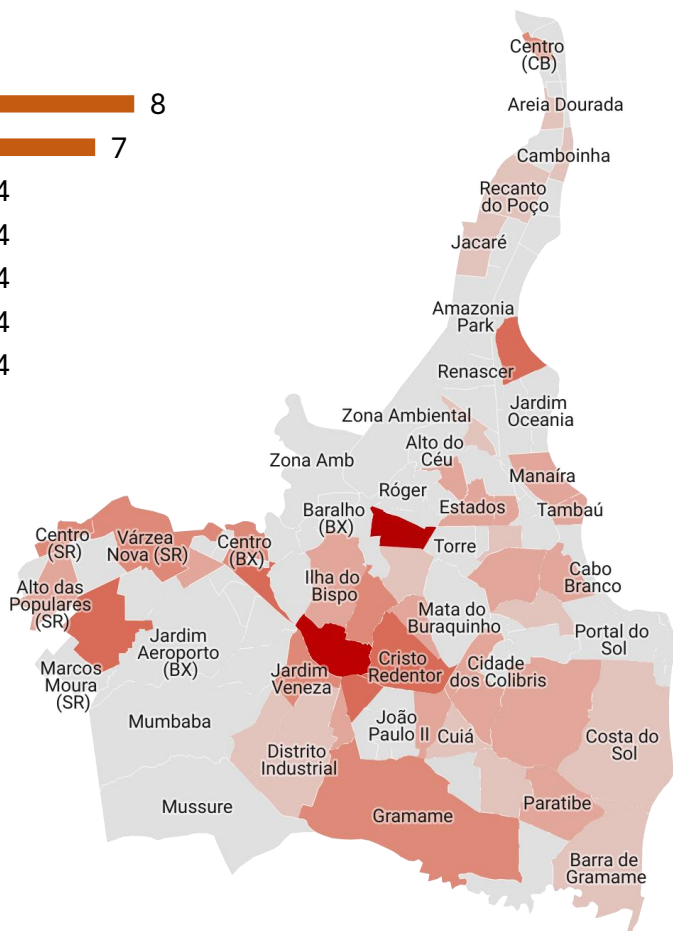 8
7
4
4
4
4
4
Centro
(CB)
Areia Dourada
Camboinha
Recanto
do Poço
Jacaré
Amazonia
Park
Renascer
Jardim
Oceania
Zona Ambiental
Alto do
Céu
Zona Amb
Manaíra
Róger
Estados
Tambaú
Baralho
(BX)
Torre
Centro
(SR)
Várzea
Nova (SR)
Centro
(BX)
Ilha do
Bispo
Cabo
Branco
Alto das
Populares
(SR)
Mata do
Buraquinho
Portal do
Sol
Jardim
Aeroporto
(BX)
Marcos
Moura
(SR)
Jardim
Veneza
Cristo
Redentor
Cidade
dos Colibris
Mumbaba
João
Paulo II
Cuiá
Costa do
Sol
Distrito
Industrial
Mussure
Gramame
Paratibe
Barra de
Gramame